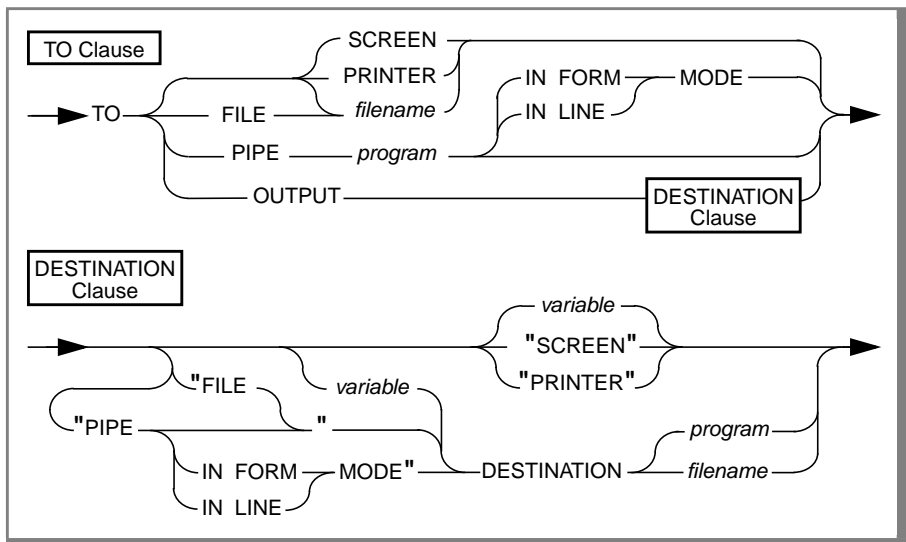 TO Clause
SCREEN
PRINTER
IN FORM MODE
TO FILE filename
IN LINE
PIPE program
OUTPUT DESTINATION
Clause
DESTINATION
Clause
variable
"SCREEN"
"FILE variable "PRINTER"
"PIPE " program
IN FORM MODE" DESTINATION filename
IN LINE